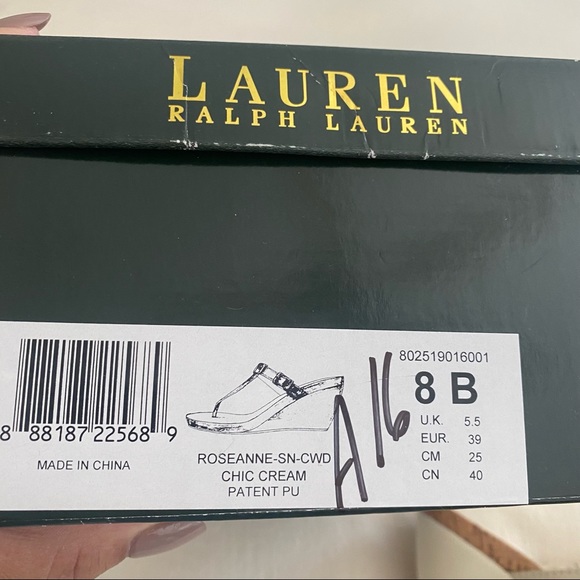 LAUREN
RALPH LAUREN
802519016001
8 B
U.K. 5.5
EUR. 39
CM 25
CN 40
A16
8 88187 22568 9
MADE IN CHINA
ROSEANNE-SN-CWD
CHIC CREAM
PATENT PU